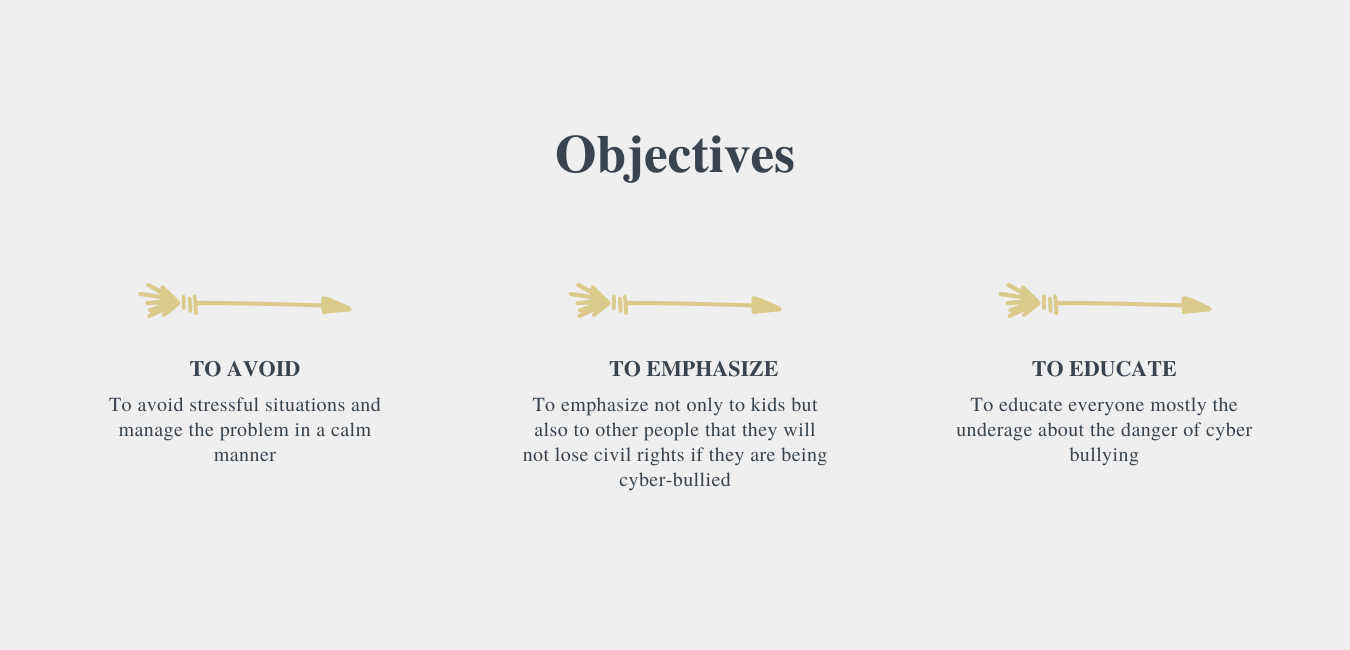 Objectives
TO AVOID
To avoid stressful situations and
manage the problem in a calm
manner
TO EMPHASIZE
To emphasize not only to kids but
also to other people that they will
not lose civil rights if they are being
cyber-bullied
TO EDUCATE
To educate everyone mostly the
underage about the danger of cyber
bullying